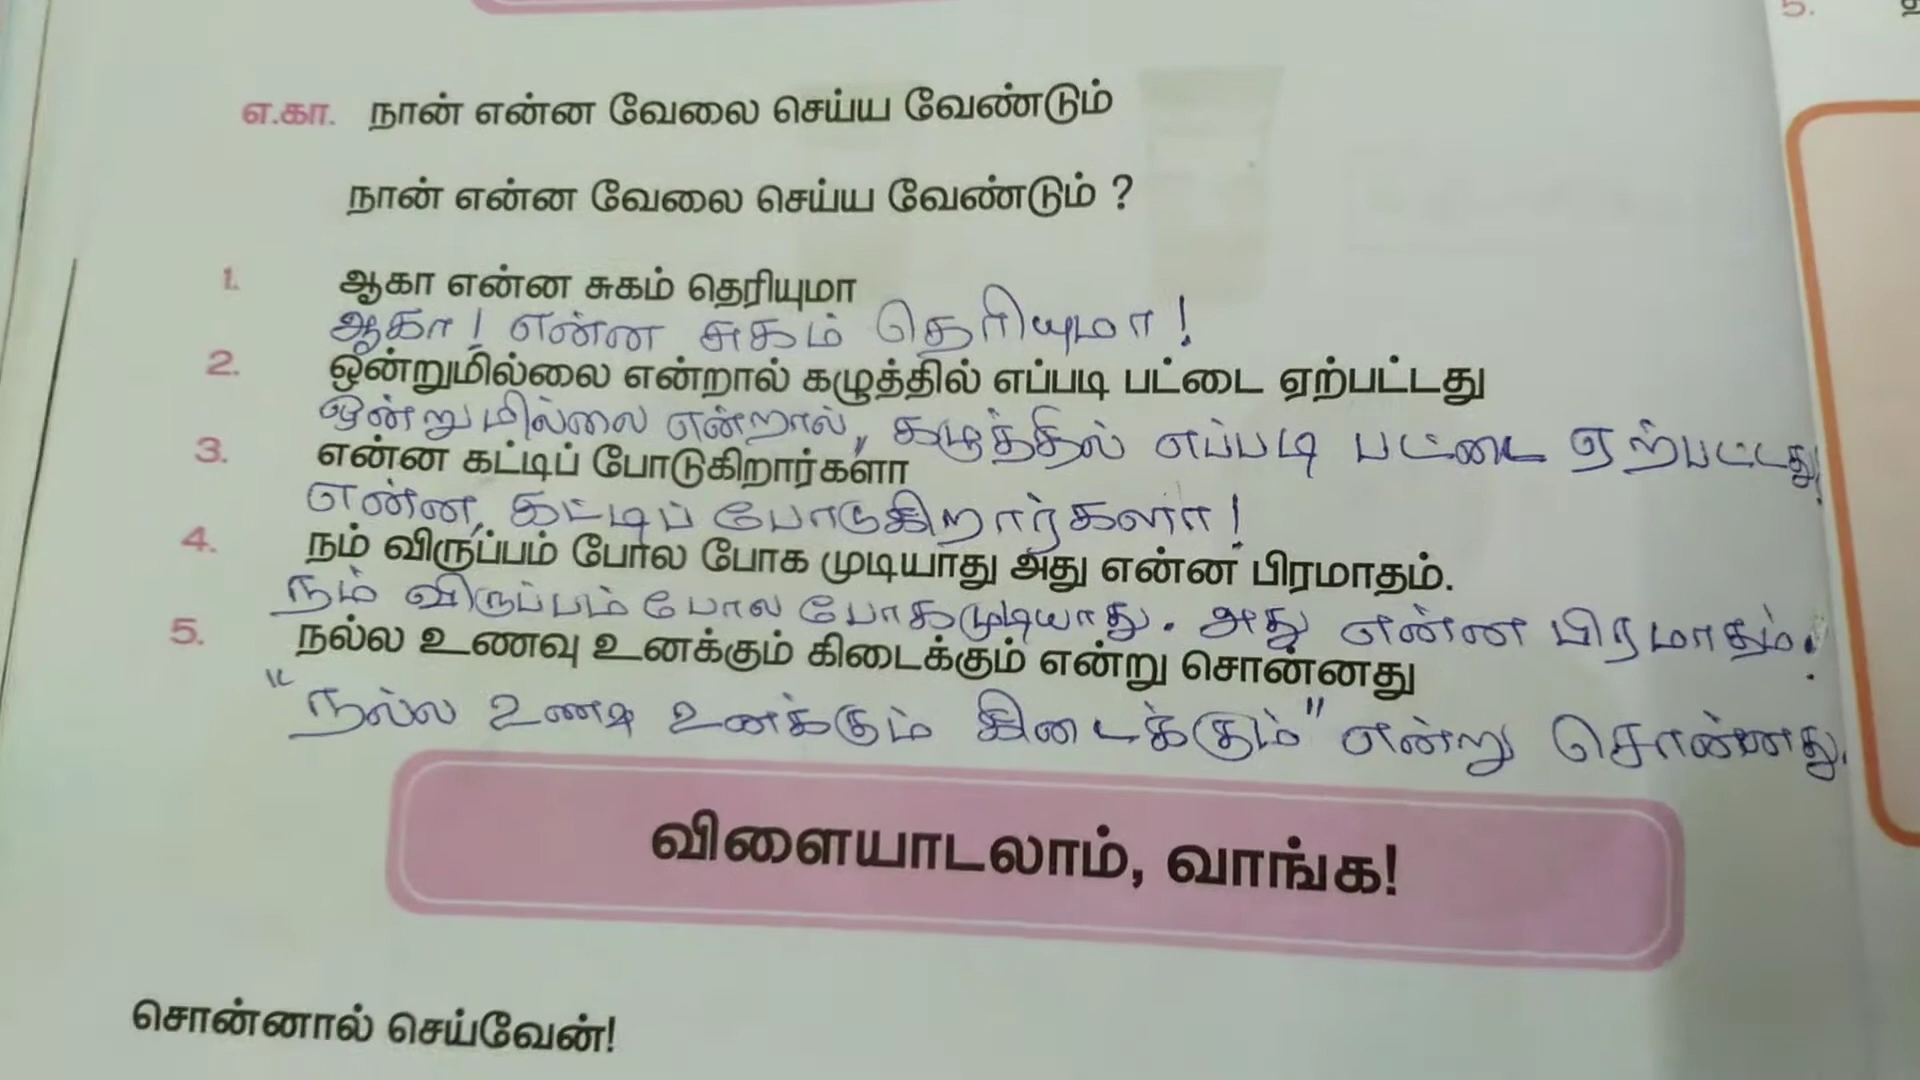 எ.கா. நான் என்ன வேலை செய்ய வேண்டும்
நான் என்ன வேலை செய்ய வேண்டும் ?
1. ஆகா என்ன சுகம் தெரியுமா
ஆகா! என்ன சுகம் தெரியுமா!
2. ஒன்றுமில்லை என்றால் கழுத்தில் எப்படி பட்டை ஏற்பட்டது
ஒன்றுமில்லை என்றால், கழுத்தில் எப்படி பட்டை ஏற்பட்டது!
3. என்ன கட்டிப் போடுகிறார்களா
என்ன, கட்டிப் போடுகிறார்களா!
4. நம் விருப்பம் போல போக முடியாது அது என்ன பிரமாதம்.
நம் விருப்பம் போல போகமுடியாது. அது என்ன பிரமாதம்!
5. நல்ல உணவு உனக்கும் கிடைக்கும் என்று சொன்னது
"நல்ல உணவு உனக்கும் கிடைக்கும்" என்று சொன்னது.
விளையாடலாம், வாங்க!
சொன்னால் செய்வேன்!
5.